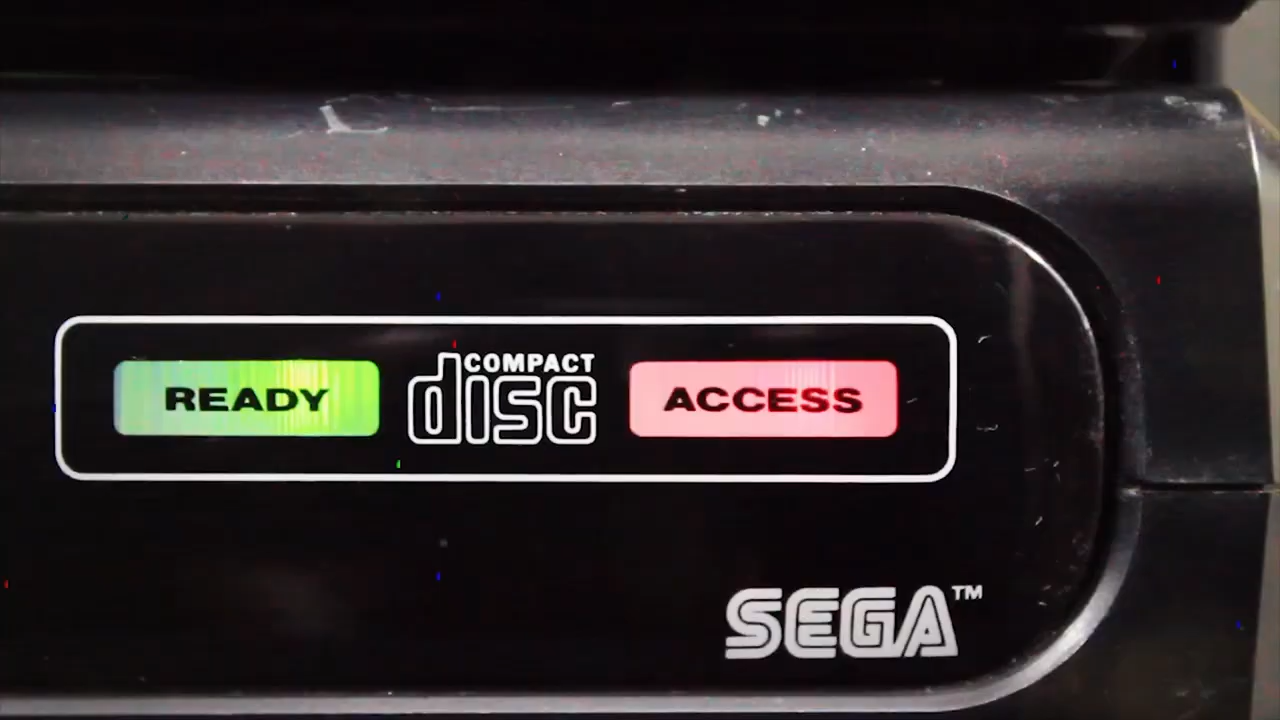 READY
COMPACT
disc
ACCESS
SEGA™